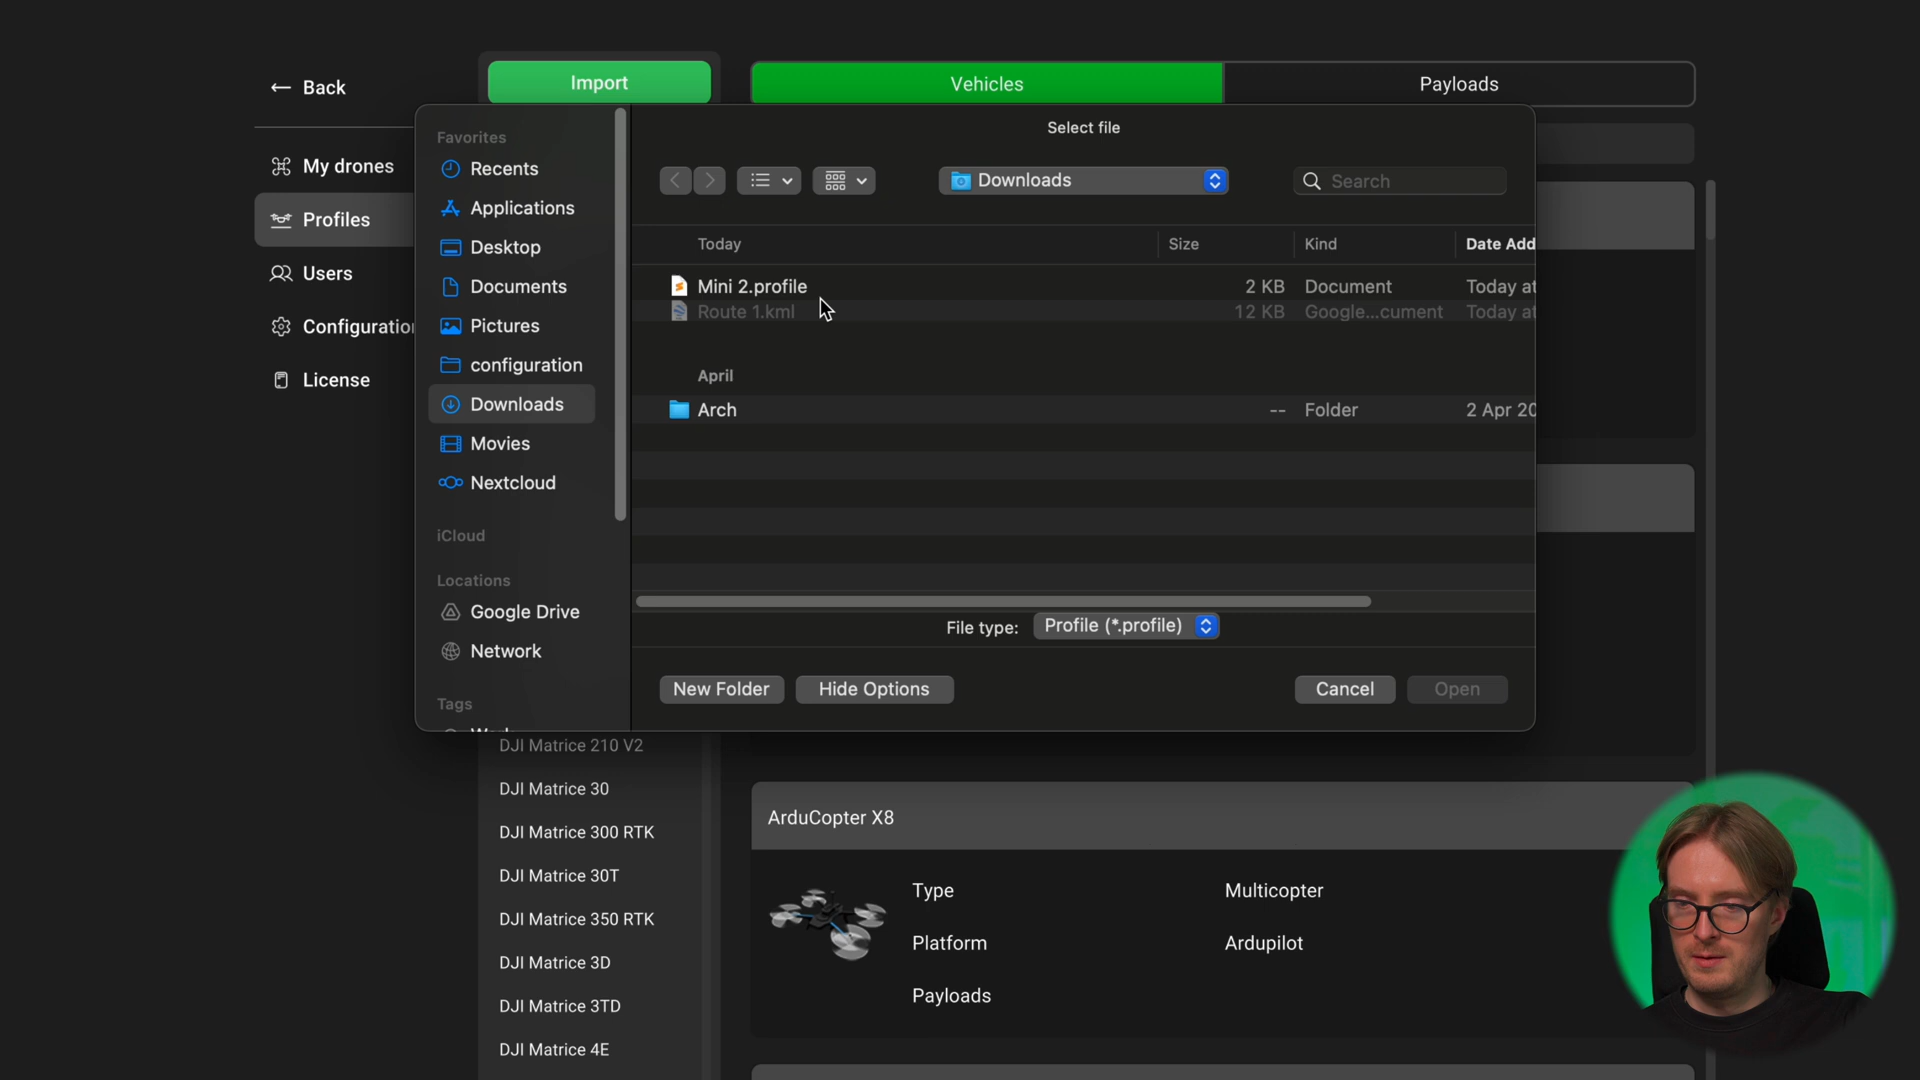 Back
Import
Vehicles
Payloads
My drones
Profiles
Users
Configuratio
License
Favorites
Recents
Applications
Desktop
Documents
Pictures
configuration
Downloads
Movies
Nextcloud
iCloud
Locations
Google Drive
Network
Tags
Select file
Downloads
Search
Today Size Kind Date Add
Mini 2.profile 2 KB Document Today at
Route 1.kml 12 KB Google...cument Today at
April
Arch -- Folder 2 Apr 20
File type: Profile (*.profile)
New Folder Hide Options Cancel Open
DJI Matrice 210 V2
DJI Matrice 30
DJI Matrice 300 RTK
DJI Matrice 30T
DJI Matrice 350 RTK
DJI Matrice 3D
DJI Matrice 3TD
DJI Matrice 4E
ArduCopter X8
Type Multicopter
Platform Ardupilot
Payloads